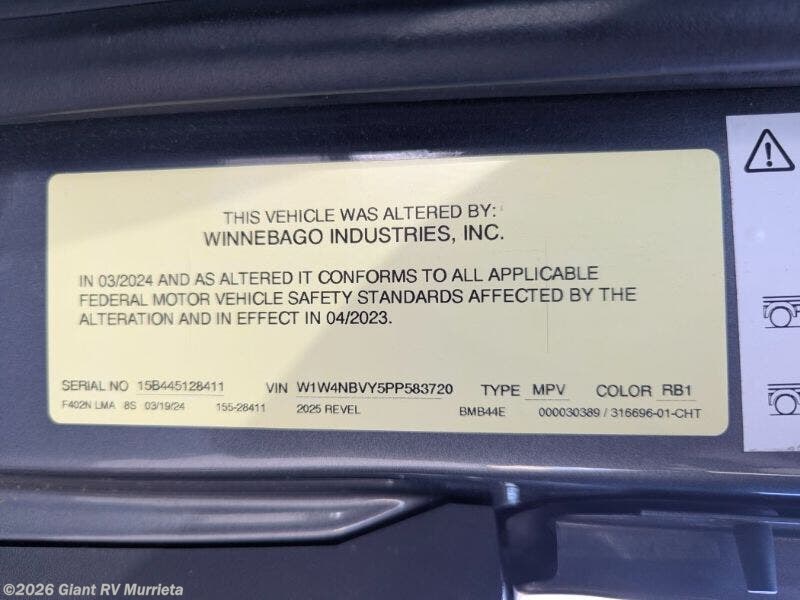 THIS VEHICLE WAS ALTERED BY:
WINNEBAGO INDUSTRIES, INC.
IN 03/2024 AND AS ALTERED IT CONFORMS TO ALL APPLICABLE
FEDERAL MOTOR VEHICLE SAFETY STANDARDS AFFECTED BY THE
ALTERATION AND IN EFFECT IN 04/2023.
SERIAL NO 15B445128411 VIN W1W4NBVY5PP583720 TYPE MPV COLOR RB1
F402N LMA 8S 03/19/24 155-28411 2025 REVEL BMB44E 000030389 / 316696-01-CHT
©2026 Giant RV Murrieta